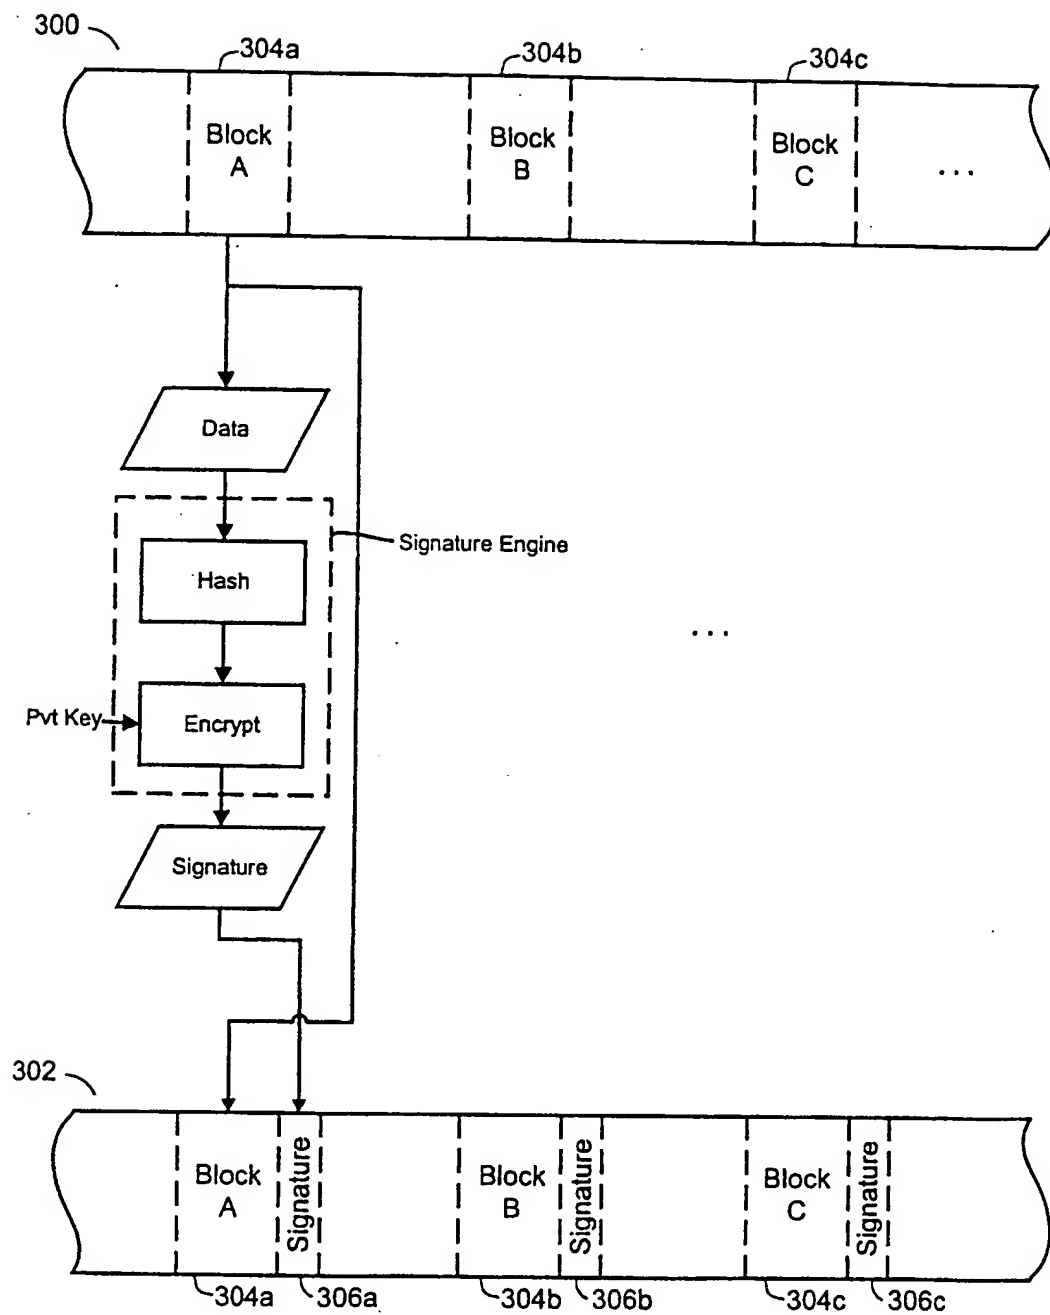 300
304a
304b
304c
Block
A
Block
B
Block
C
...
Data
Signature Engine
Hash
...
Pvt Key
Encrypt
Signature
302
Block
A
Signature
Block
B
Signature
Block
C
Signature
304a
306a
304b
306b
304c
306c